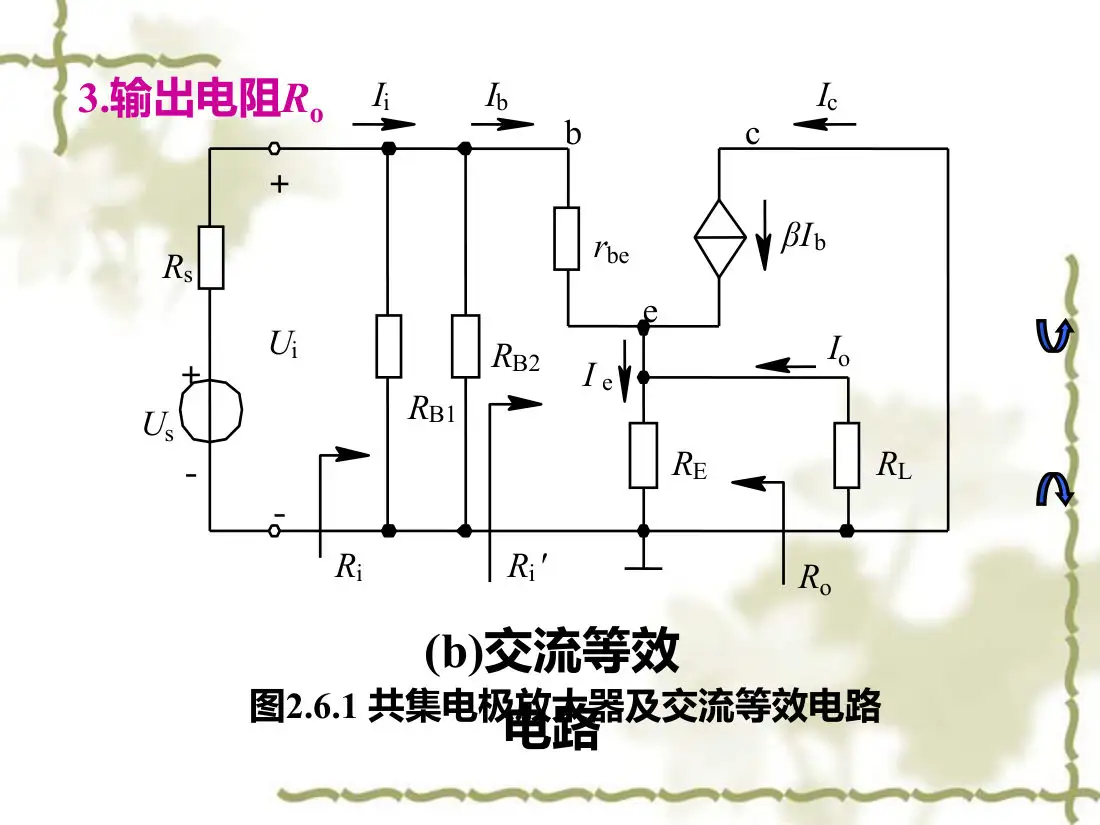 3.输出电阻Ro
Ii
Ib
Ic
b
c
+
Rs
rbe
βIb
e
Ui
RB2
Io
+
Ie
RB1
Us
RE
RL
-
-
Ri
Ri′
Ro
(b)交流等效
电路
图2.6.1 共集电极放大器及交流等效电路